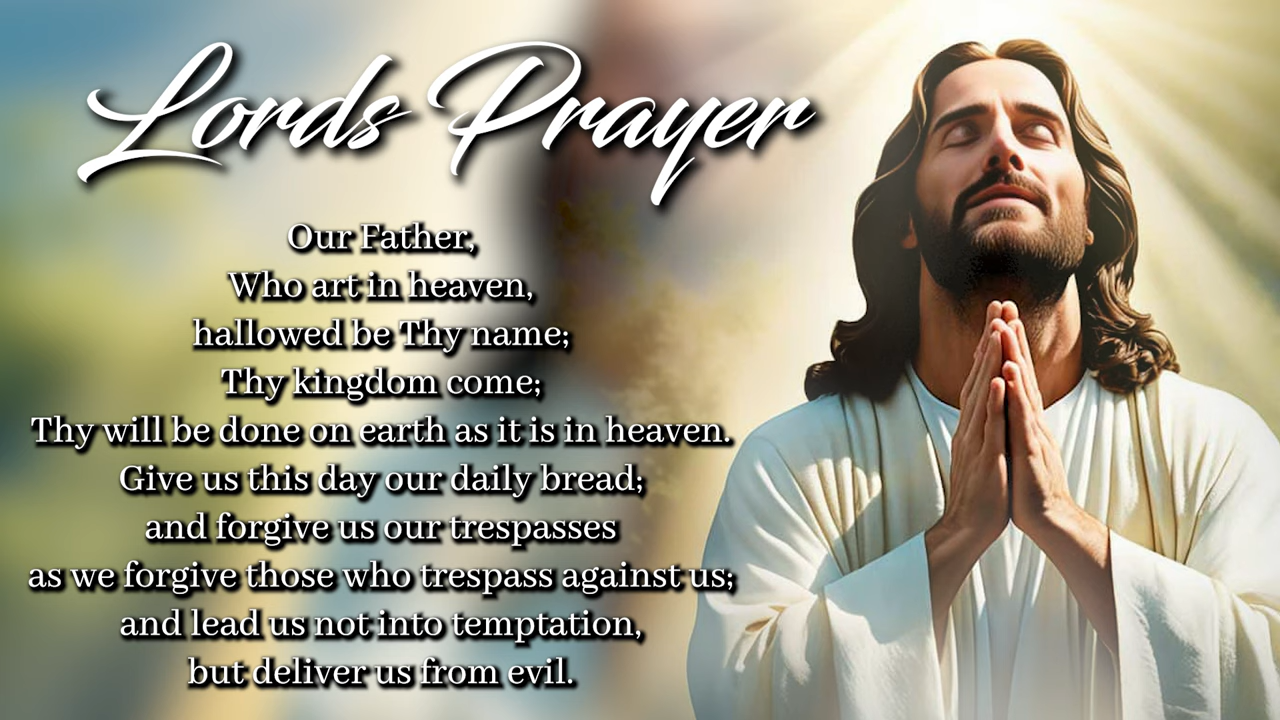 Lords Prayer
Our Father,
Who art in heaven,
hallowed be Thy name;
Thy kingdom come;
Thy will be done on earth as it is in heaven.
Give us this day our daily bread;
and forgive us our trespasses
as we forgive those who trespass against us;
and lead us not into temptation,
but deliver us from evil.